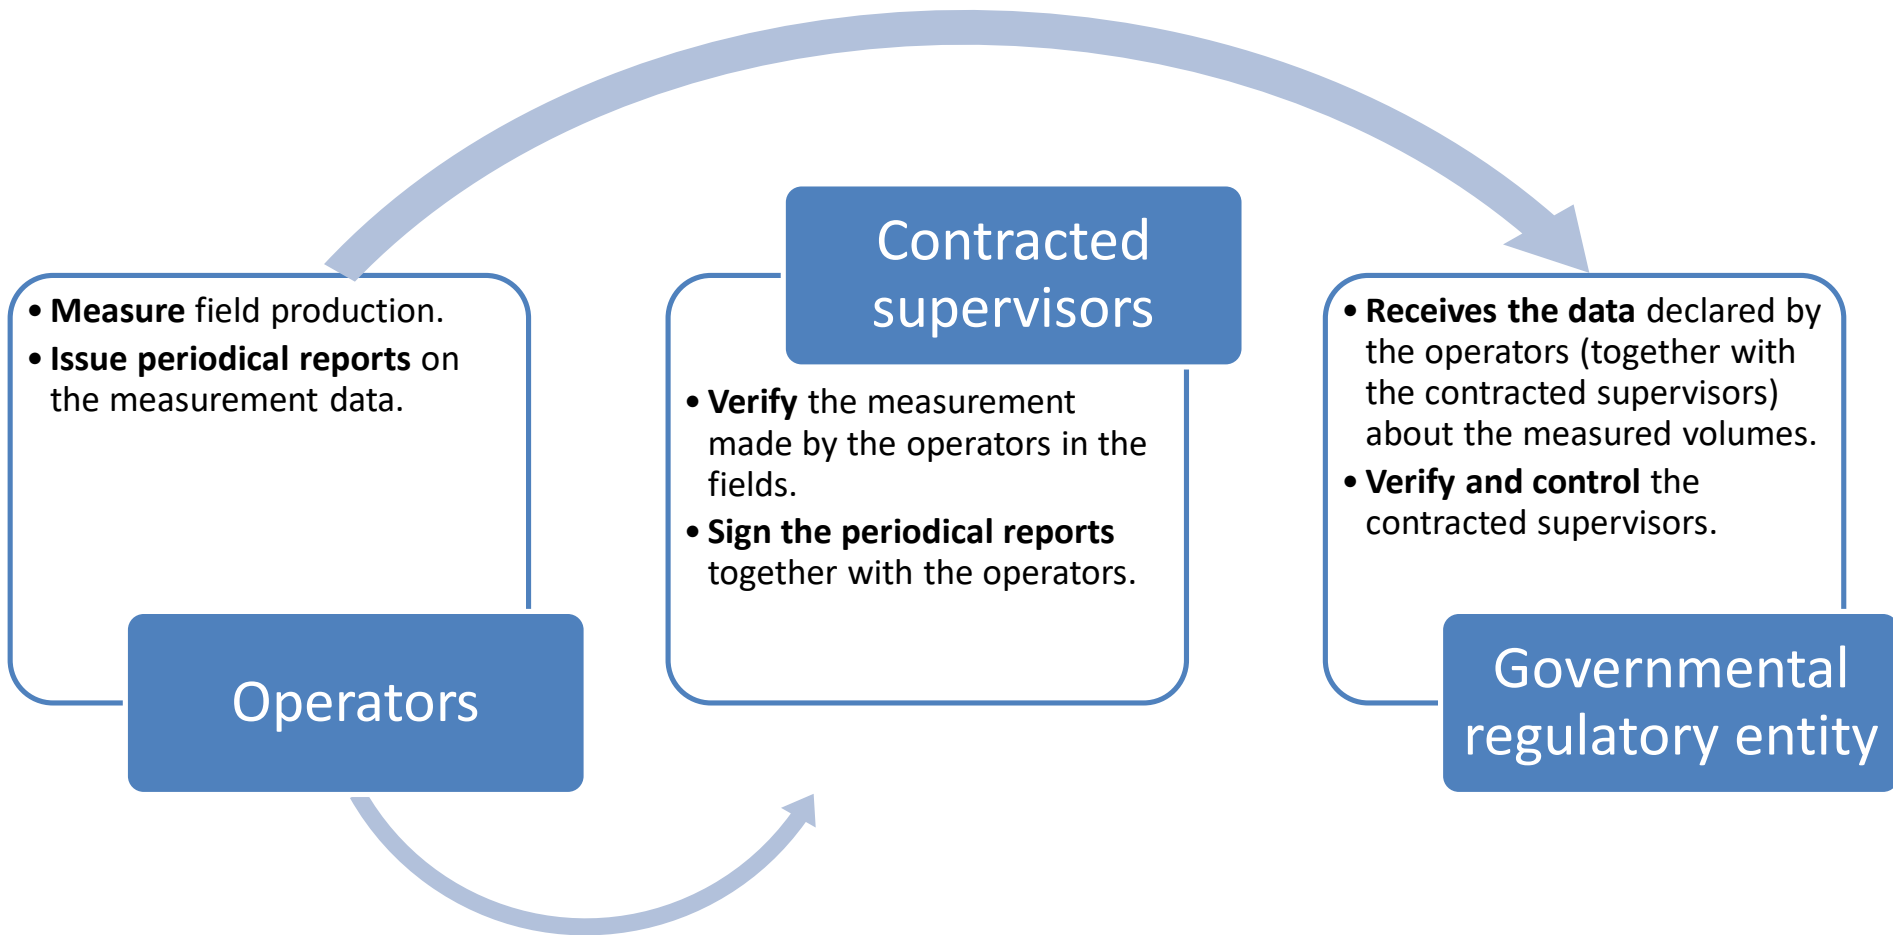 • Measure field production.
• Issue periodical reports on
the measurement data.
Operators
Contracted
supervisors
• Verify the measurement
made by the operators in the
fields.
• Sign the periodical reports
together with the operators.
• Receives the data declared by
the operators (together with
the contracted supervisors)
about the measured volumes.
• Verify and control the
contracted supervisors.
Governmental
regulatory entity